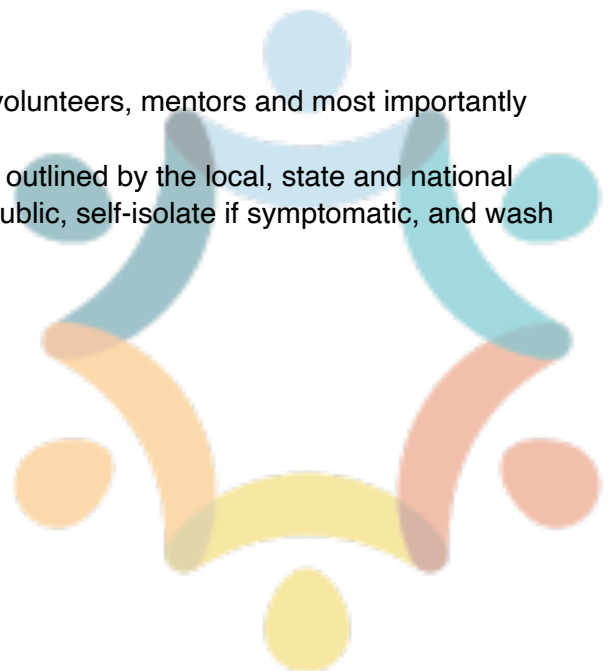 volunteers, mentors and most importantly
outlined by the local, state and national
ublic, self-isolate if symptomatic, and wash